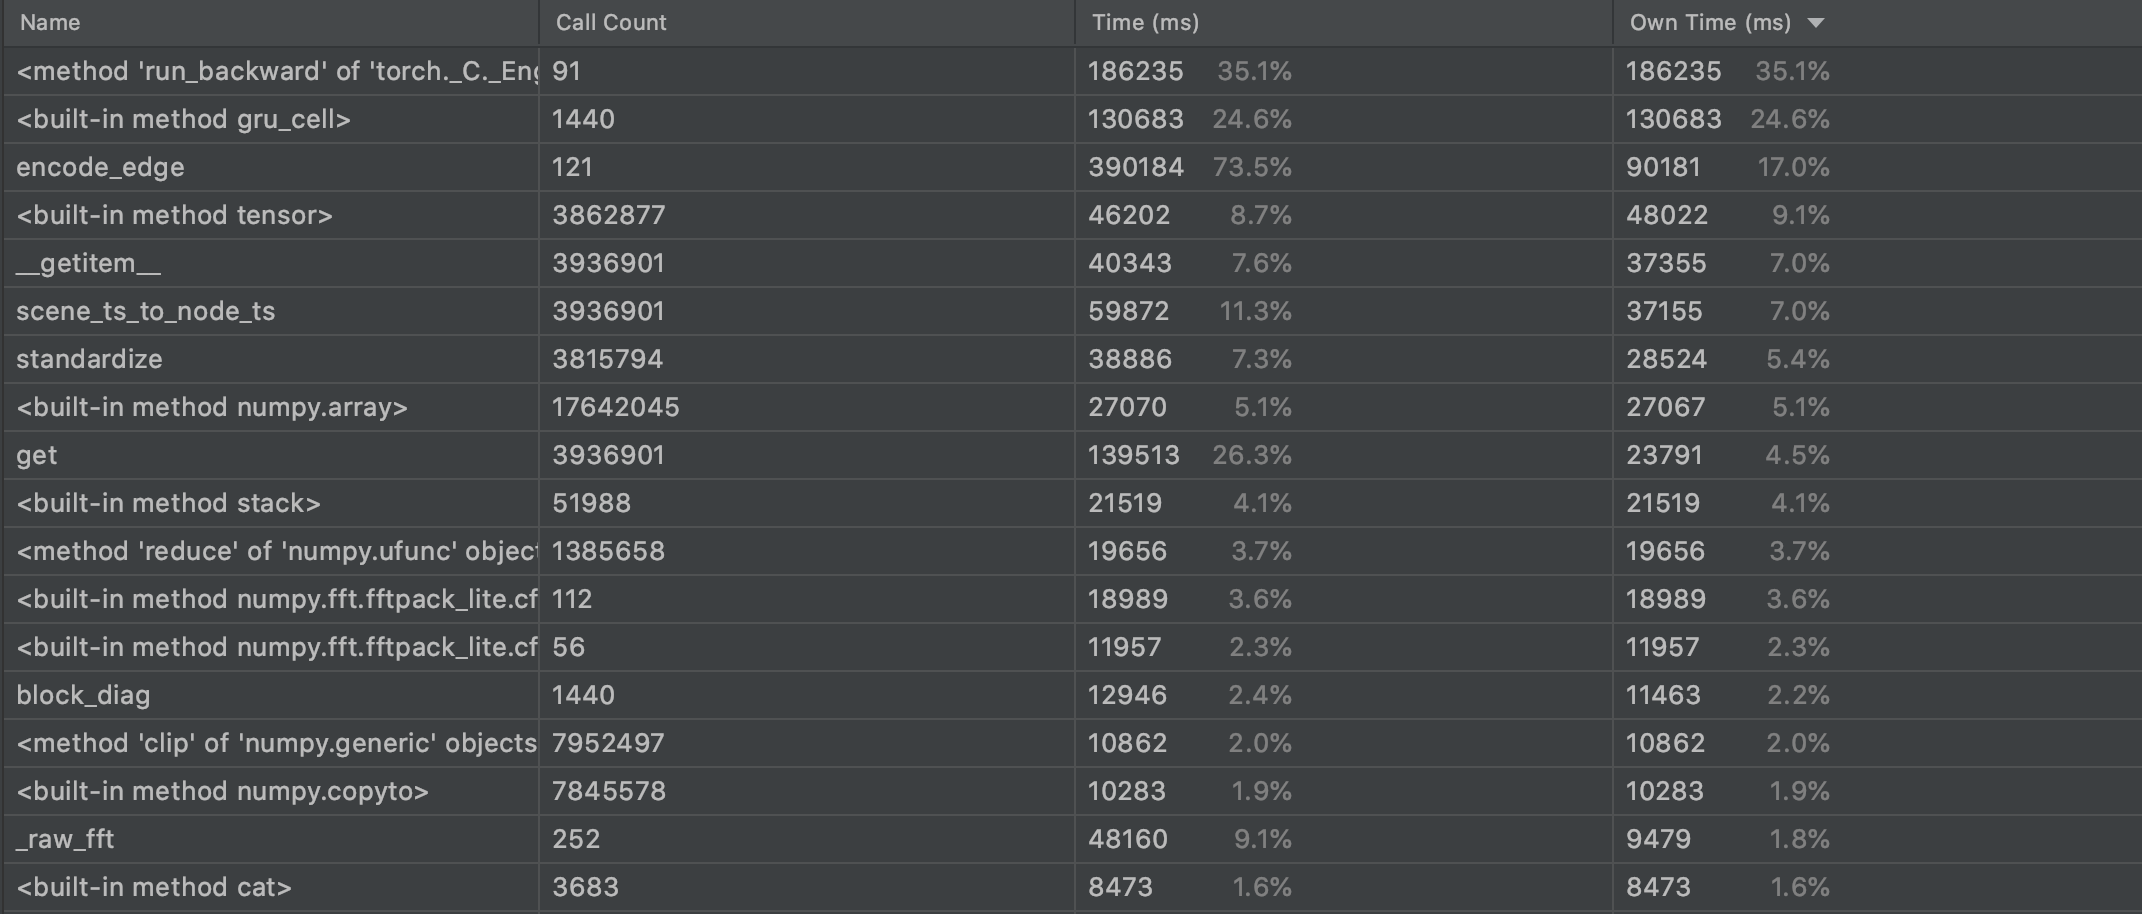 Name Call Count Time (ms) Own Time (ms)
<method 'run_backward' of 'torch._C._Eng 91 186235 35.1% 186235 35.1%
<built-in method gru_cell> 1440 130683 24.6% 130683 24.6%
encode_edge 121 390184 73.5% 90181 17.0%
<built-in method tensor> 3862877 46202 8.7% 48022 9.1%
__getitem__ 3936901 40343 7.6% 37355 7.0%
scene_ts_to_node_ts 3936901 59872 11.3% 37155 7.0%
standardize 3815794 38886 7.3% 28524 5.4%
<built-in method numpy.array> 17642045 27070 5.1% 27067 5.1%
get 3936901 139513 26.3% 23791 4.5%
<built-in method stack> 51988 21519 4.1% 21519 4.1%
<method 'reduce' of 'numpy.ufunc' object 1385658 19656 3.7% 19656 3.7%
<built-in method numpy.fft.fftpack_lite.cf 112 18989 3.6% 18989 3.6%
<built-in method numpy.fft.fftpack_lite.cf 56 11957 2.3% 11957 2.3%
block_diag 1440 12946 2.4% 11463 2.2%
<method 'clip' of 'numpy.generic' objects 7952497 10862 2.0% 10862 2.0%
<built-in method numpy.copyto> 7845578 10283 1.9% 10283 1.9%
_raw_fft 252 48160 9.1% 9479 1.8%
<built-in method cat> 3683 8473 1.6% 8473 1.6%